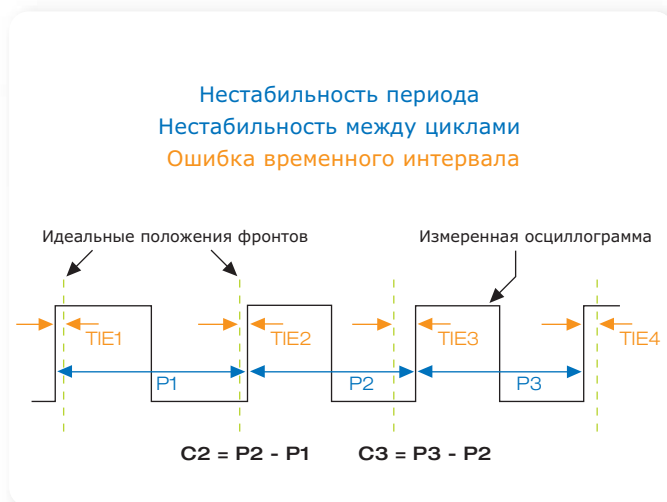 Нестабильность периода
Нестабильность между циклами
Ошибка временного интервала
Идеальные положения фронтов
Измеренная осциллограмма
TIE1
TIE2
TIE3
TIE4
P1
P2
P3
C2 = P2 - P1
C3 = P3 - P2